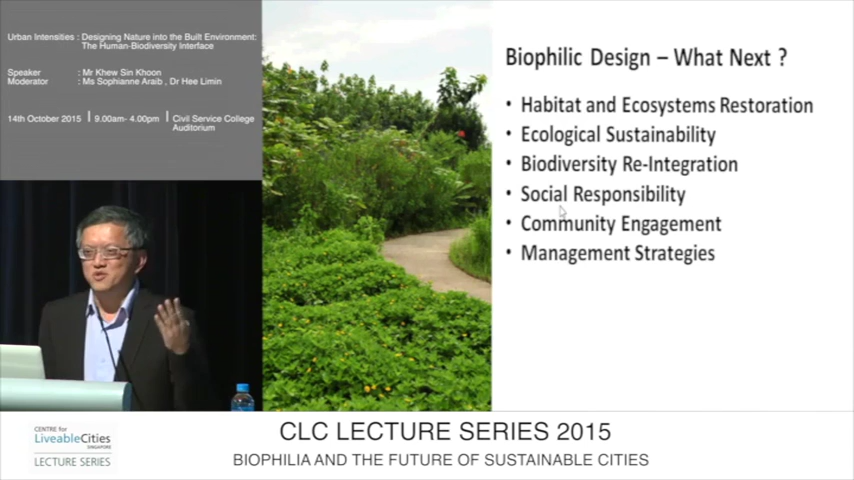 Urban Intensities : Designing Nature into the Built Environment:
The Human-Biodiversity Interface
Speaker : Mr Khew Sin Khoon
Moderator : Ms Sophianne Araib , Dr Hee Limin
14th October 2015 | 9.00am- 4.00pm | Civil Service College
Auditorium
Biophilic Design – What Next ?
• Habitat and Ecosystems Restoration
• Ecological Sustainability
• Biodiversity Re-Integration
• Social Responsibility
• Community Engagement
• Management Strategies
CENTRE for
LiveableCities
SINGAPORE
LECTURE SERIES
CLC LECTURE SERIES 2015
BIOPHILIA AND THE FUTURE OF SUSTAINABLE CITIES